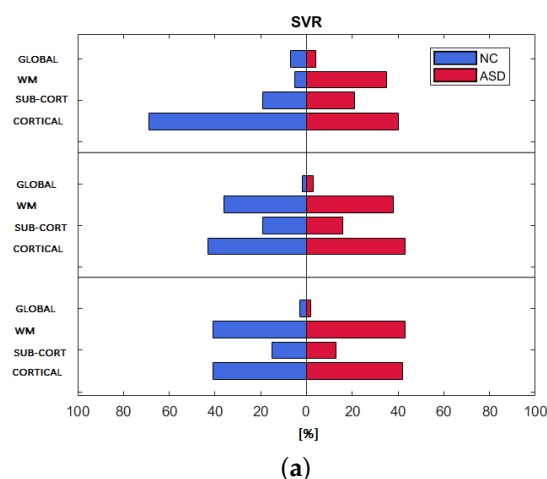 SVR
GLOBAL
WM
SUB-CORT
CORTICAL
NC
ASD
GLOBAL
WM
SUB-CORT
CORTICAL
GLOBAL
WM
SUB-CORT
CORTICAL
100 80 60 40 20 0 20 40 60 80 100
[%]
(a)